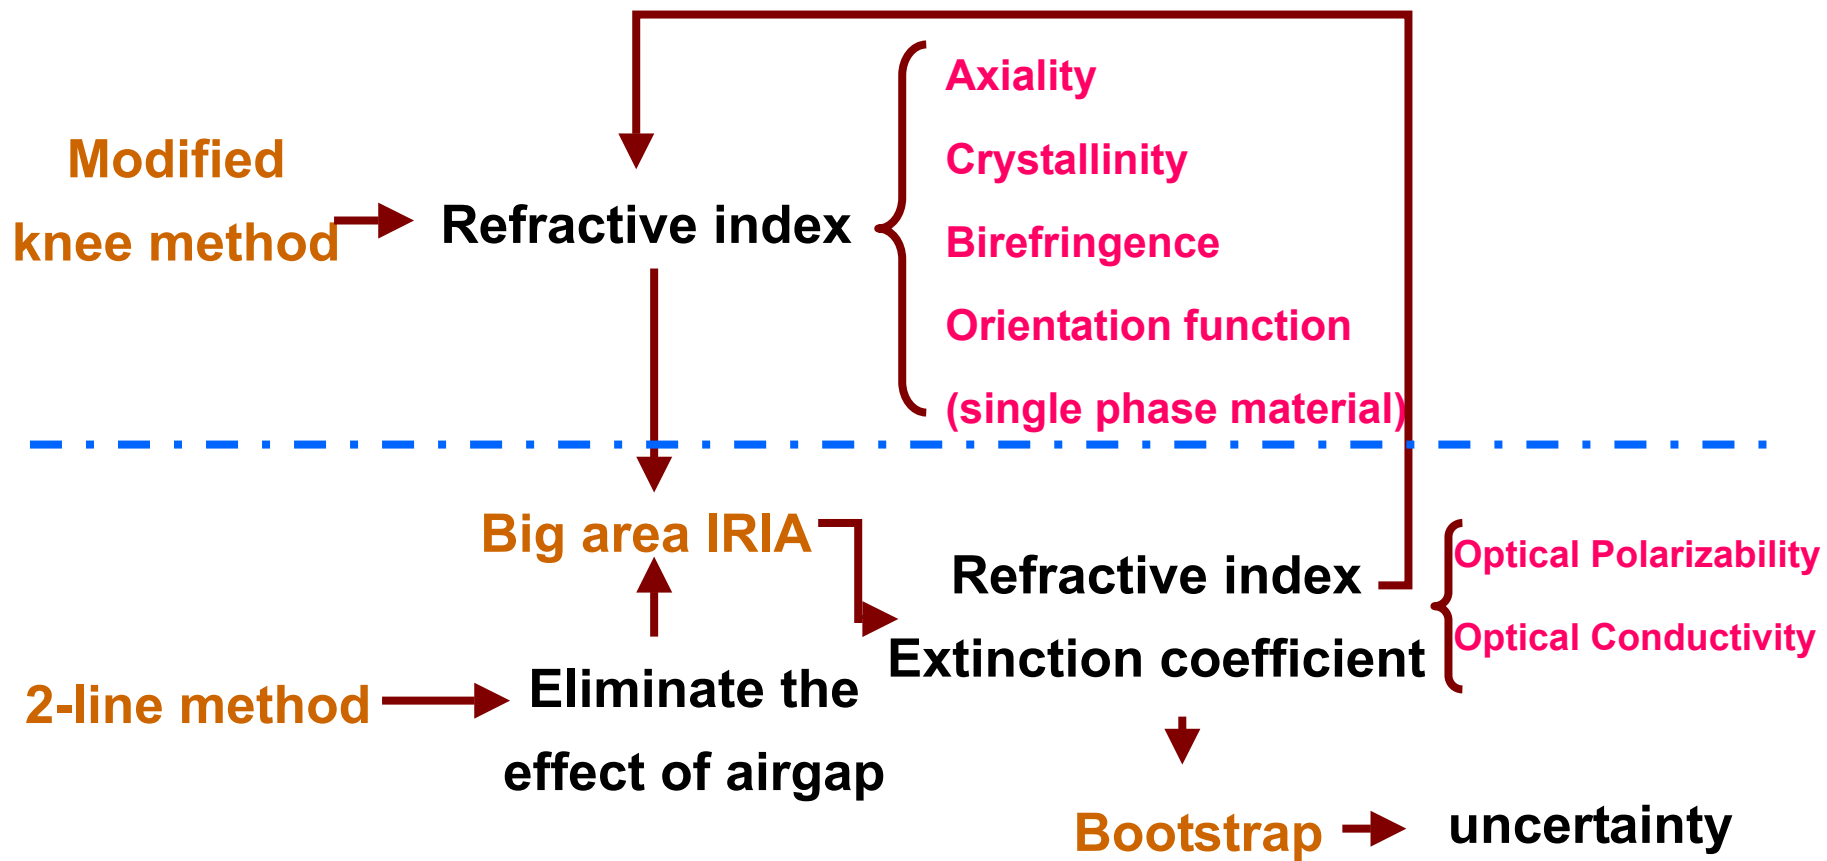 Modified
knee method
Refractive index
Axiality
Crystallinity
Birefringence
Orientation function
(single phase material)
Big area IRIA
2-line method
Eliminate the
effect of airgap
Refractive index
Extinction coefficient
Optical Polarizability
Optical Conductivity
Bootstrap
uncertainty